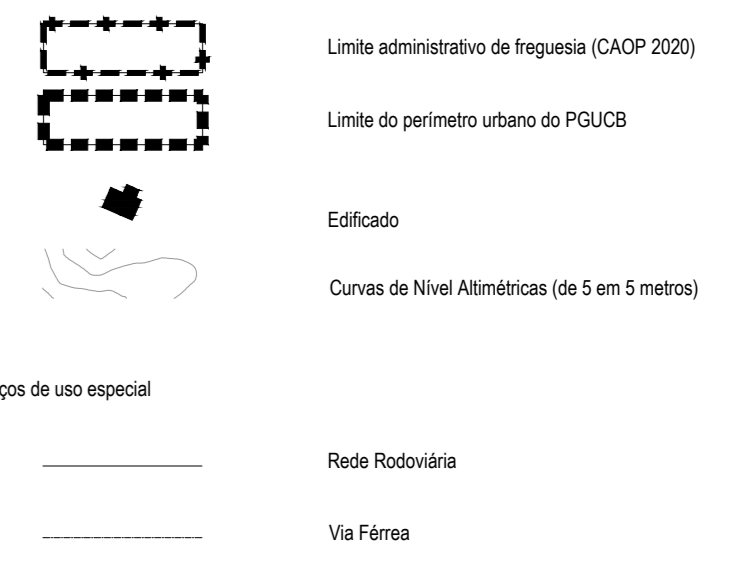 Limite administrativo de freguesia (CAOP 2020)
Limite do perímetro urbano do PGUCB
Edificado
Curvas de Nível Altimétricas (de 5 em 5 metros)
ços de uso especial
Rede Rodoviária
Via Férrea